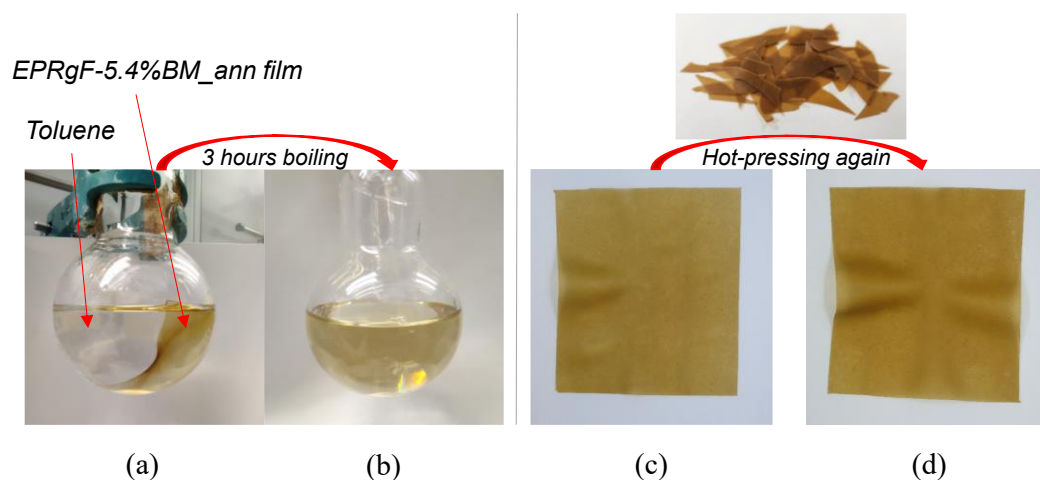 EPRgF-5.4%BM_ann film
Toluene
3 hours boiling
Hot-pressing again
(a)
(b)
(c)
(d)